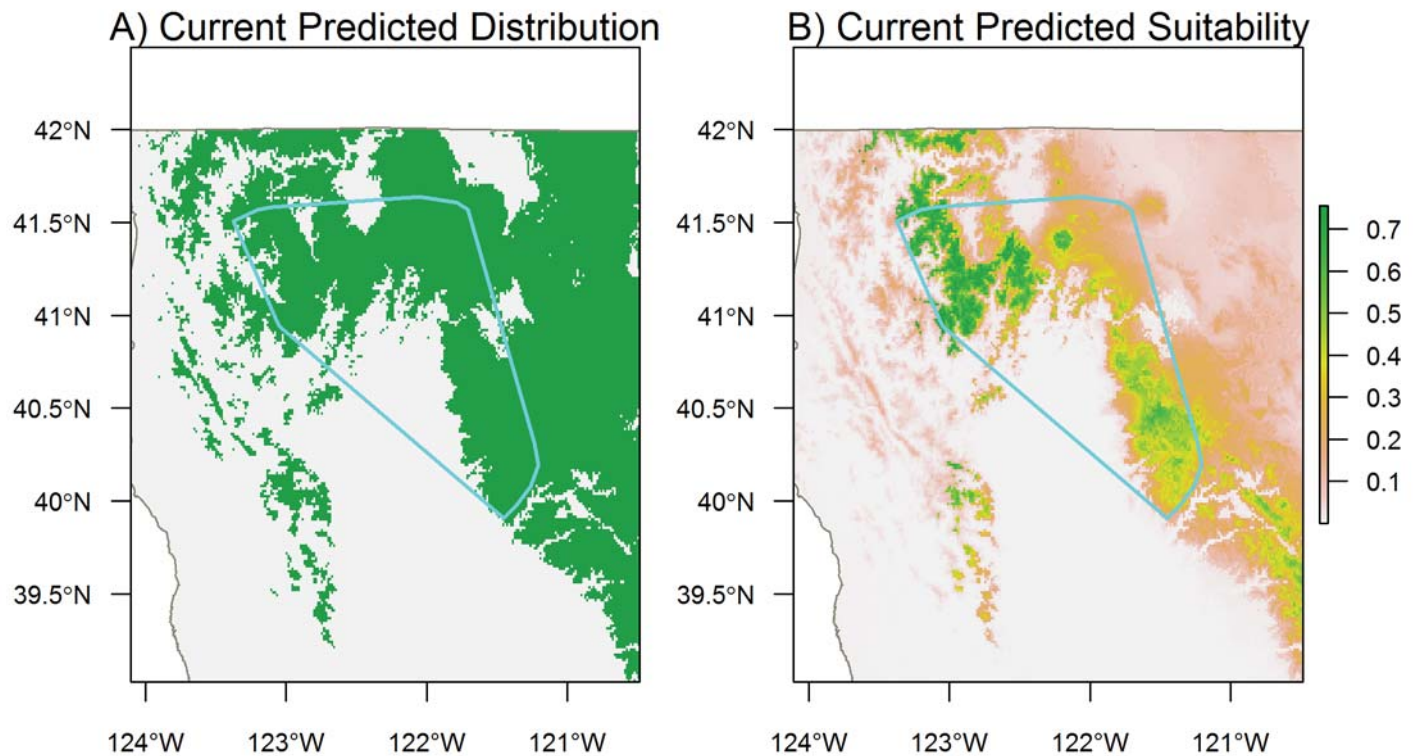 A) Current Predicted Distribution
B) Current Predicted Suitability
42°N
41.5°N
41°N
40.5°N
40°N
39.5°N
124°W
123°W
122°W
121°W
42°N
41.5°N
41°N
40.5°N
40°N
39.5°N
124°W
123°W
122°W
121°W
0.7
0.6
0.5
0.4
0.3
0.2
0.1